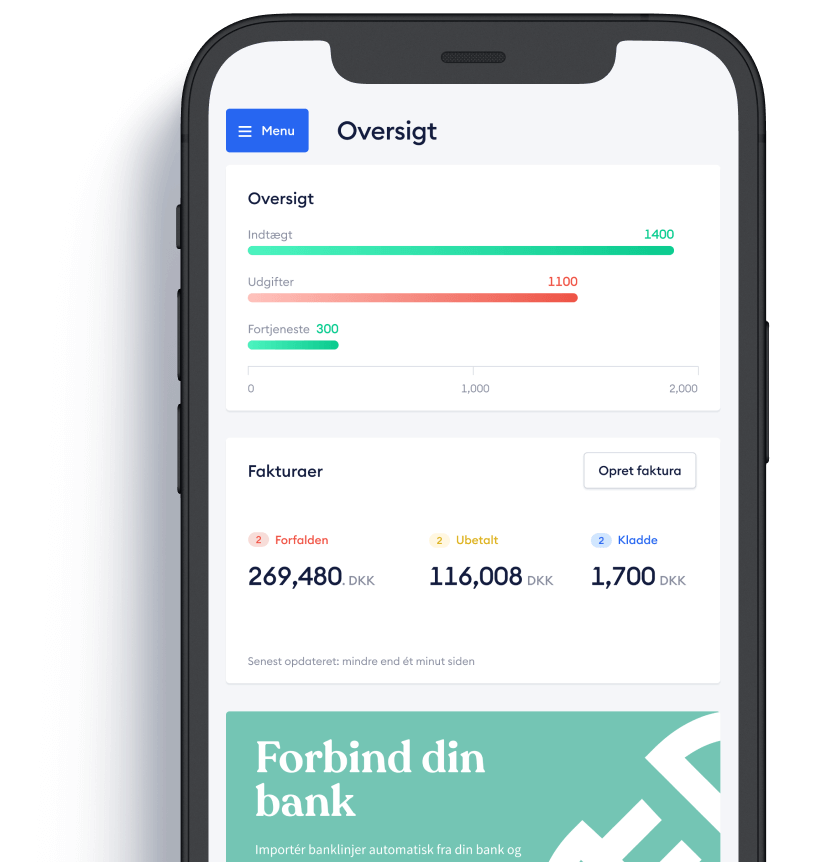 Menu
Oversigt
Oversigt
Indtægt 1400
Udgifter 1100
Fortjeneste 300
0 1,000 2,000
Fakturaer
Opret faktura
2 Forfalden 2 Ubetalt 2 Kladde
269,480. DKK 116,008 DKK 1,700 DKK
Senest opdateret: mindre end ét minut siden
Forbind din
bank
Importér banklinjer automatisk fra din bank og